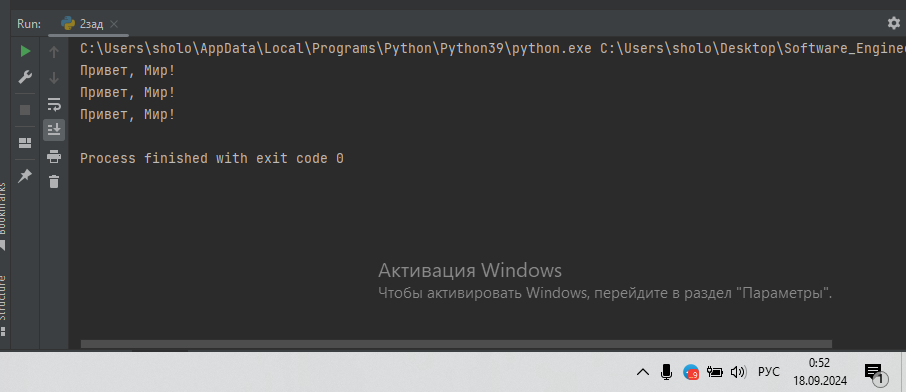 Run: 2зад
C:\Users\sholo\AppData\Local\Programs\Python\Python39\python.exe C:\Users\sholo\Desktop\Software_Enginee
Привет, Мир!
Привет, Мир!
Привет, Мир!
Process finished with exit code 0
Bookmarks
Structure
Активация Windows
Чтобы активировать Windows, перейдите в раздел "Параметры".
РУС
0:52
18.09.2024
1